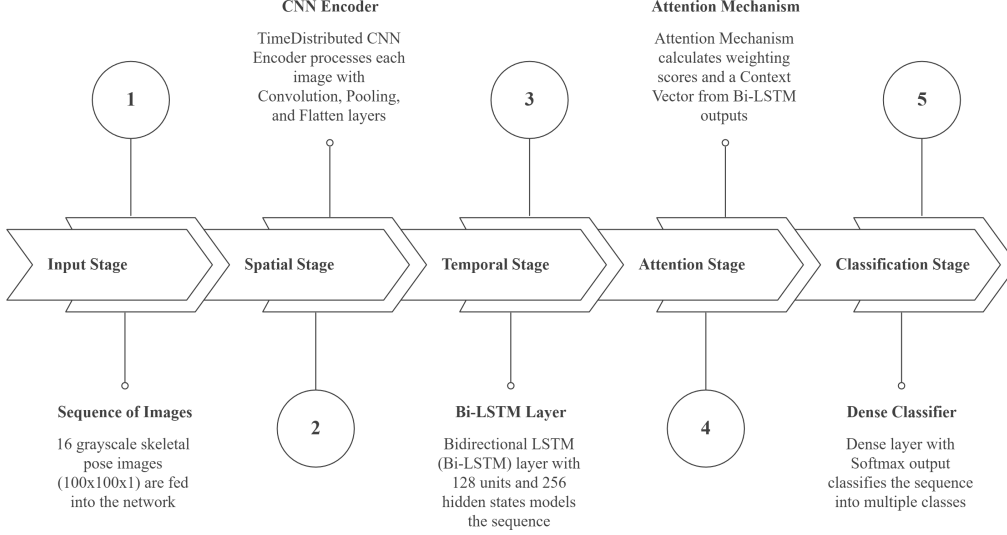 CNN Encoder
TimeDistributed CNN
Encoder processes each
image with
Convolution, Pooling,
and Flatten layers
Attention Mechanism
Attention Mechanism
calculates weighting
scores and a Context
Vector from Bi-LSTM
outputs
1
3
5
Input Stage
Spatial Stage
Temporal Stage
Attention Stage
Classification Stage
Sequence of Images
16 grayscale skeletal
pose images
(100x100x1) are fed
into the network
2
Bi-LSTM Layer
Bidirectional LSTM
(Bi-LSTM) layer with
128 units and 256
hidden states models
the sequence
4
Dense Classifier
Dense layer with
Softmax output
classifies the sequence
into multiple classes